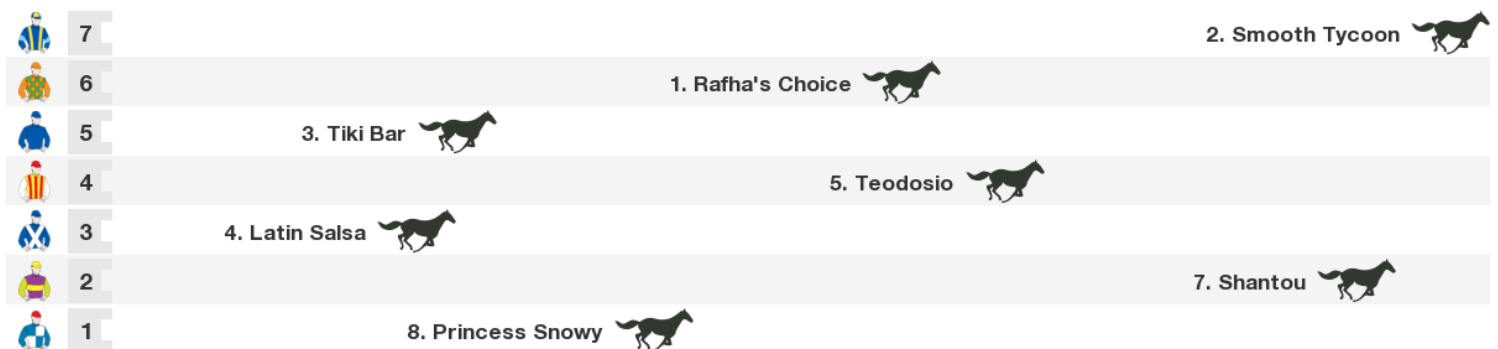 7 2. Smooth Tycoon
6 1. Rafha's Choice
5 3. Tiki Bar
4 5. Teodosio
3 4. Latin Salsa
2 7. Shantou
1 8. Princess Snowy